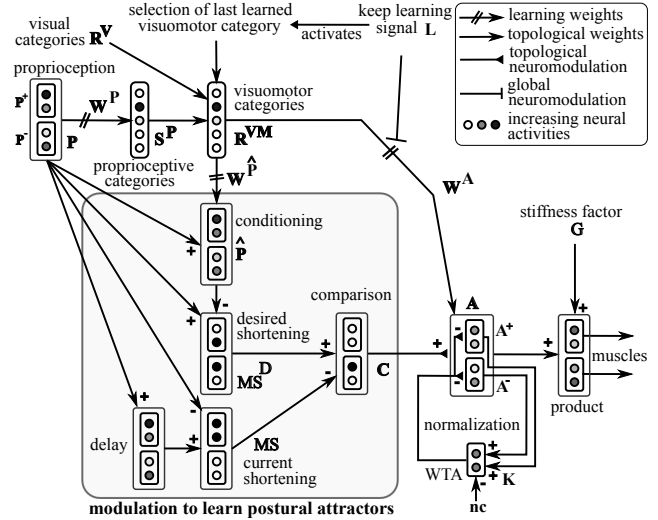 visual categories R^V
selection of last learned visuomotor category
activates
keep learning signal L
learning weights
topological weights
topological neuromodulation
global neuromodulation
increasing neural activities
proprioception
P+
P-
P
W^P
S^P
visuomotor categories
R^VM
proprioceptive categories
W^P̂
W^A
conditioning
P̂
+
-
+
desired shortening
MS^D
comparison
+
-
C
+
delay
-
+
MS
current shortening
modulation to learn postural attractors
stiffness factor
G
A
+
-
-
A+
A-
+
+
muscles
product
normalization
WTA
+
+
K
-
nc